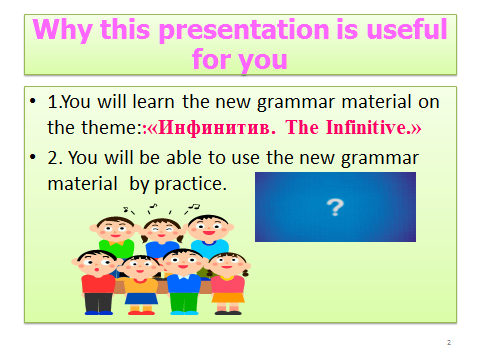 Why this presentation is useful
for you
• 1.You will learn the new grammar material on
the theme::«Инфинитив. The Infinitive.»
• 2. You will be able to use the new grammar
material by practice.
?
2